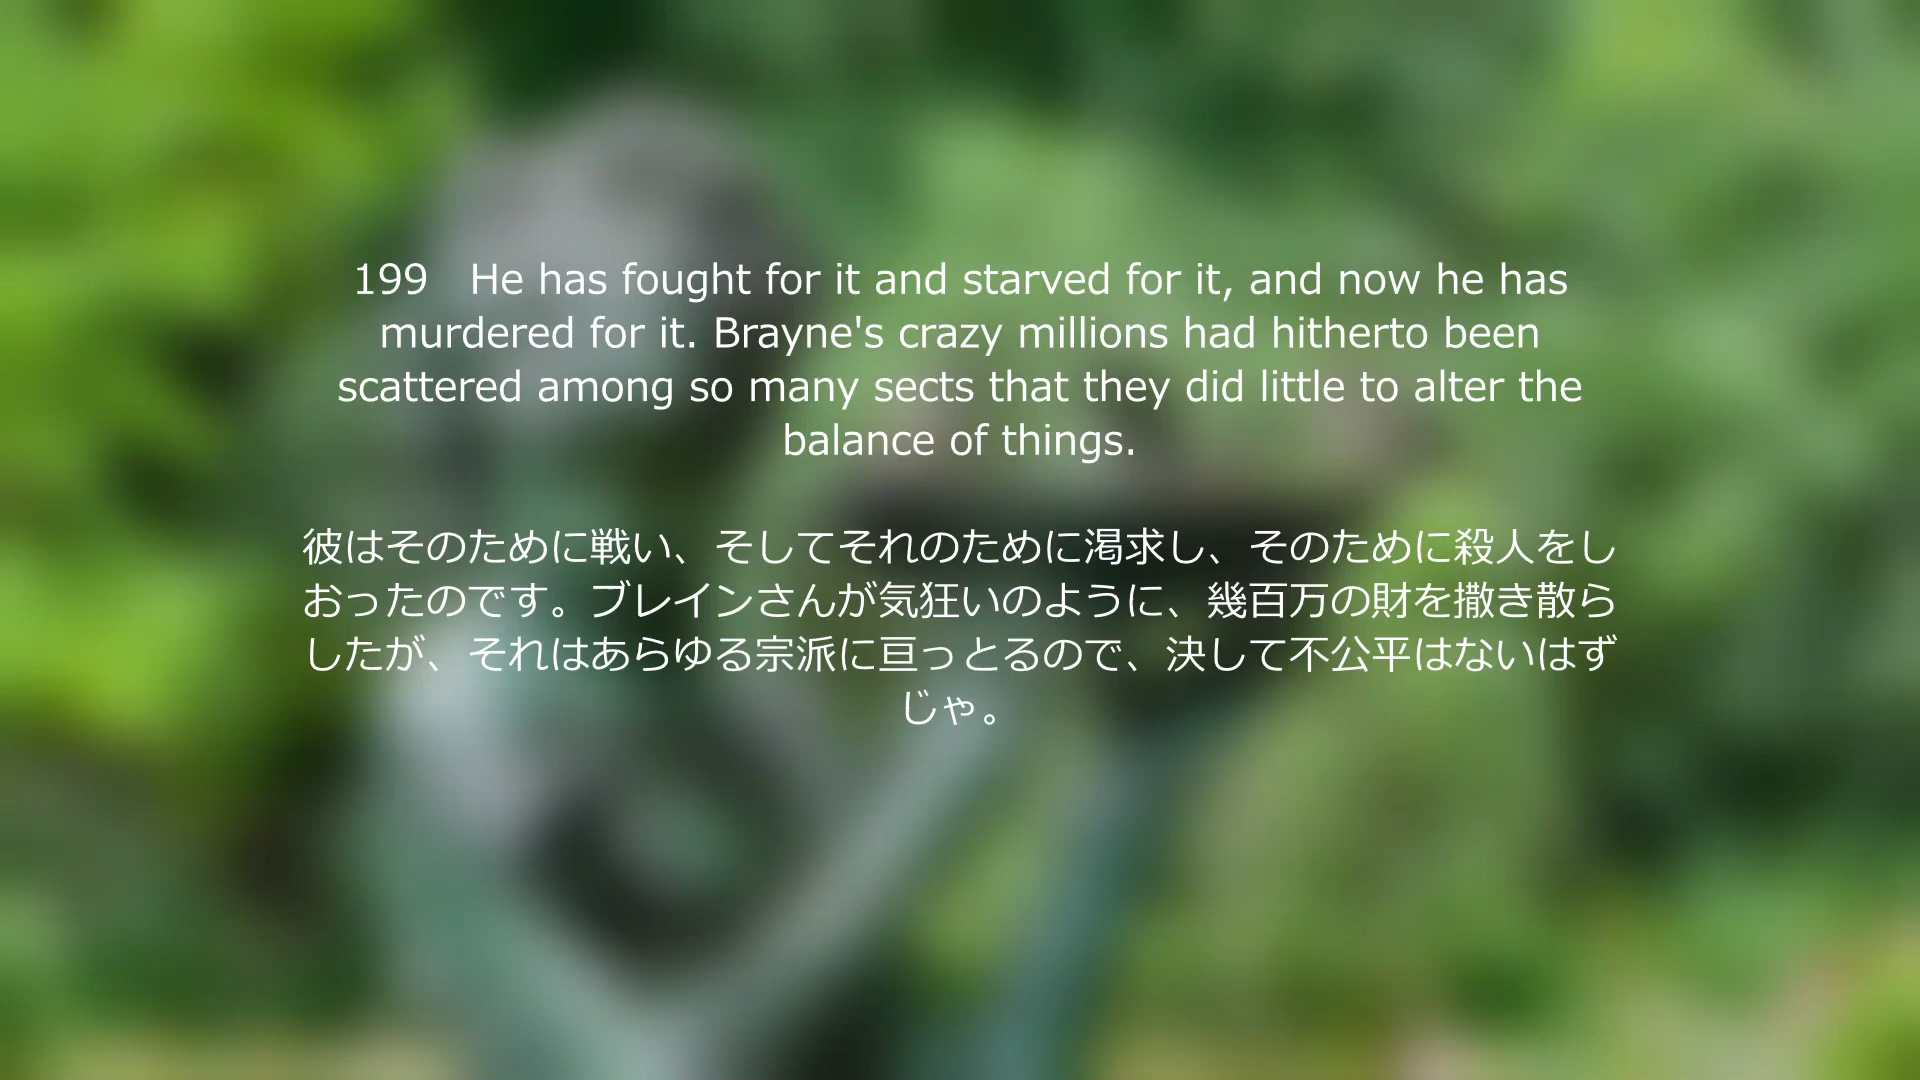 199　He has fought for it and starved for it, and now he has
murdered for it. Brayne's crazy millions had hitherto been
scattered among so many sects that they did little to alter the
balance of things.
彼はそのために戦い、そしてそれのために渇求し、そのために殺人をし
おったのです。ブレインさんが気狂いのように、幾百万の財を撒き散ら
したが、それはあらゆる宗派に亘っとるので、決して不公平はないはず
じゃ。